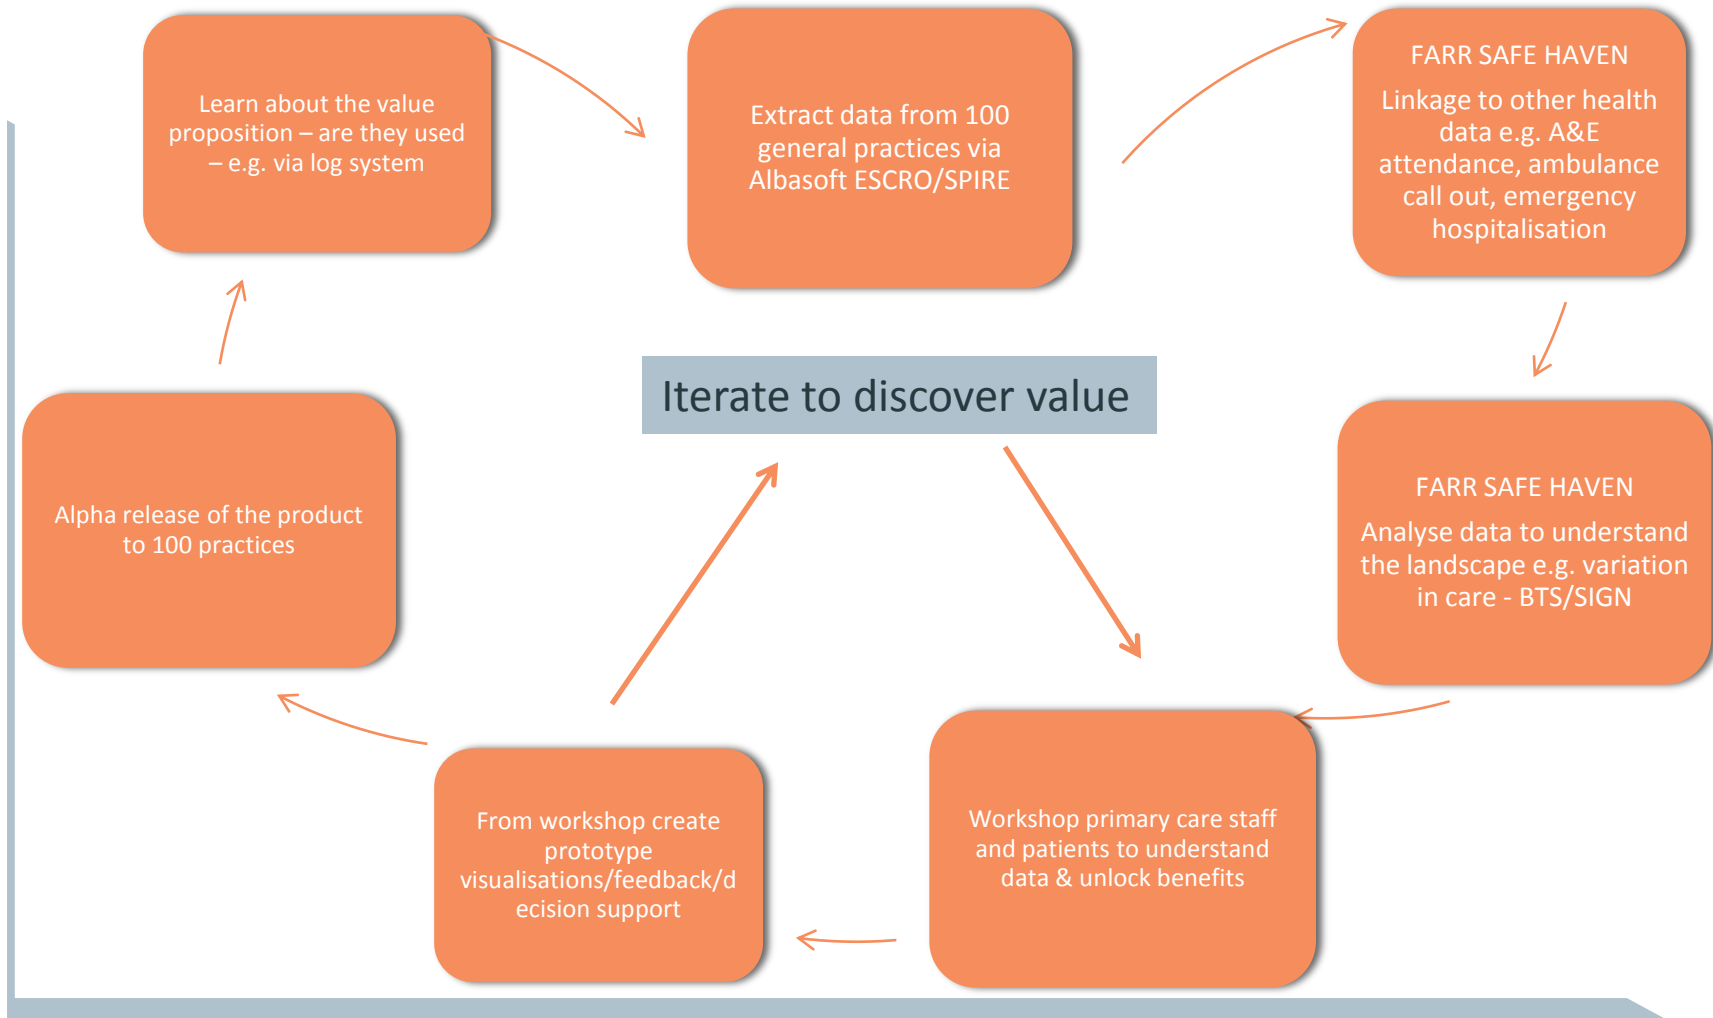 Learn about the value
proposition – are they used
– e.g. via log system
Extract data from 100
general practices via
Albasoft ESCRO/SPIRE
FARR SAFE HAVEN
Linkage to other health
data e.g. A&E
attendance, ambulance
call out, emergency
hospitalisation
Iterate to discover value
FARR SAFE HAVEN
Analyse data to understand
the landscape e.g. variation
in care - BTS/SIGN
Workshop primary care staff
and patients to understand
data & unlock benefits
From workshop create
prototype
visualisations/feedback/d
ecision support
Alpha release of the product
to 100 practices